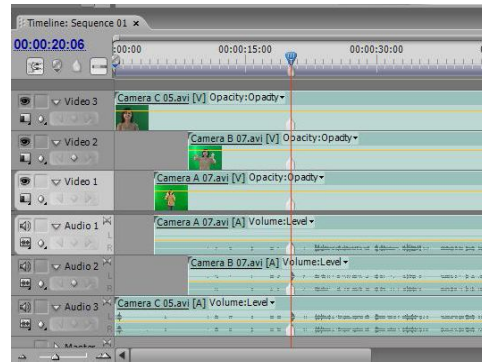 Timeline: Sequence 01 ×
00:00:20:06
:00:00 00:00:15:00 00:00:30:00
Video 3 Camera C 05.avi [V] Opacity:Opacity
Video 2 Camera B 07.avi [V] Opacity:Opacity
Video 1 Camera A 07.avi [V] Opacity:Opacity
Audio 1 Camera A 07.avi [A] Volume:Level
L
R
Audio 2 Camera B 07.avi [A] Volume:Level
L
R
Audio 3 Camera C 05.avi [A] Volume:Level
L
R
Master